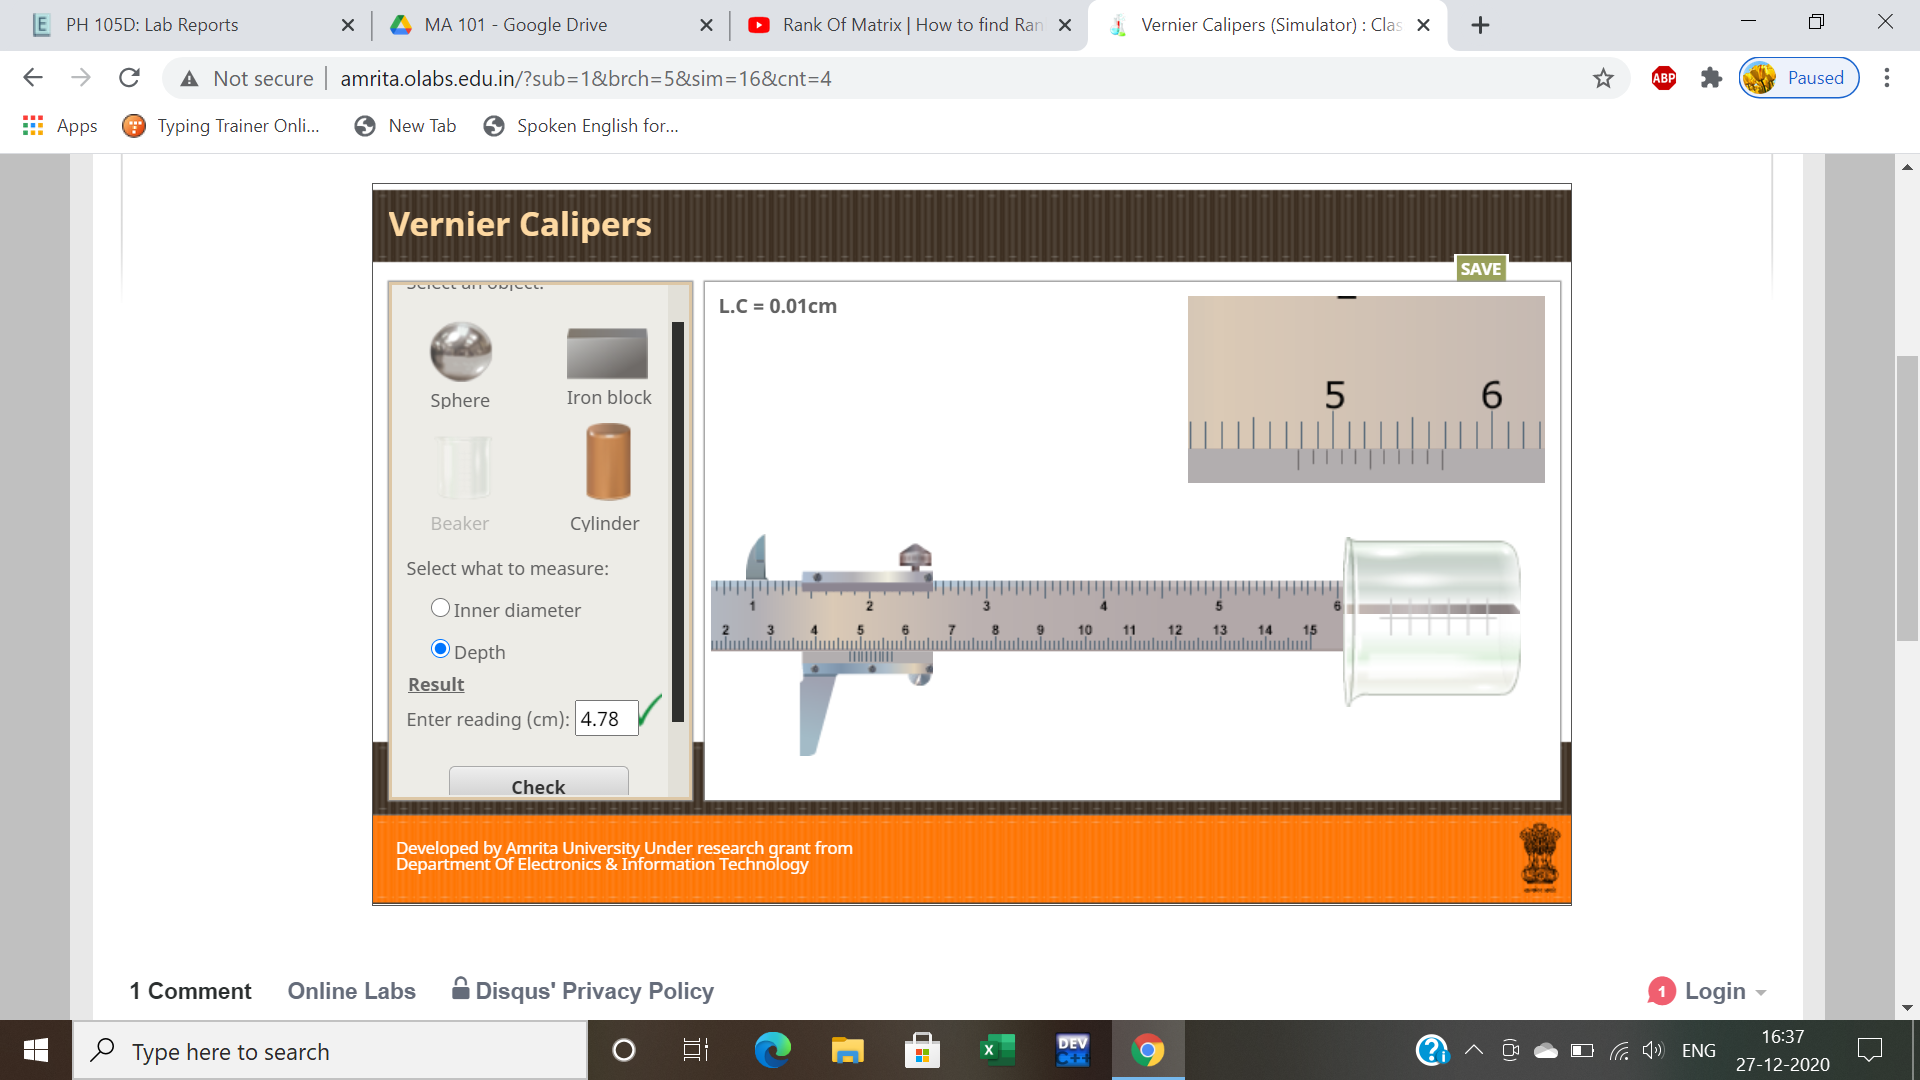 PH 105D: Lab Reports
MA 101 - Google Drive
Rank Of Matrix | How to find Ran
Vernier Calipers (Simulator) : Clas
Not secure
amrita.olabs.edu.in/?sub=1&brch=5&sim=16&cnt=4
ABP
Paused
Apps
Typing Trainer Onli...
New Tab
Spoken English for...
Vernier Calipers
SAVE
Select an object:
Sphere
Iron block
Beaker
Cylinder
Select what to measure:
Inner diameter
Depth
Result
Enter reading (cm): 4.78
Check
L.C = 0.01cm
5 6
1 2 3 4 5 6
2 3 4 5 6 7 8 9 10 11 12 13 14 15
Developed by Amrita University Under research grant from
Department Of Electronics & Information Technology
1 Comment
Online Labs
Disqus' Privacy Policy
1
Login
Type here to search
DEV
C++
ENG
16:37
27-12-2020